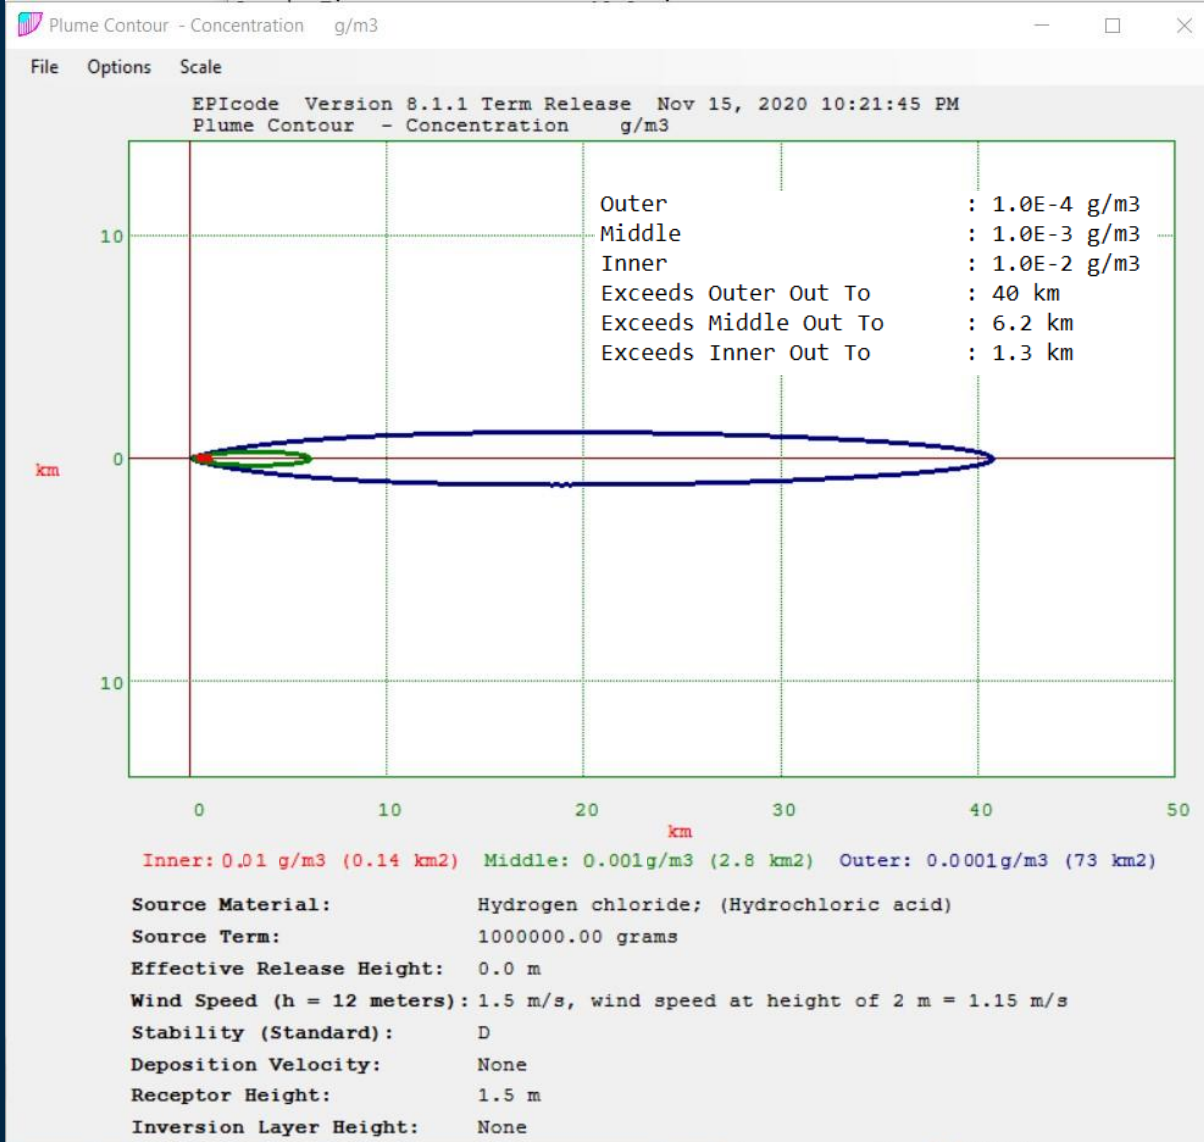 Plume Contour - Concentration g/m3
File Options Scale
EPIcode Version 8.1.1 Term Release Nov 15, 2020 10:21:45 PM
Plume Contour - Concentration g/m3
Outer : 1.0E-4 g/m3
Middle : 1.0E-3 g/m3
Inner : 1.0E-2 g/m3
Exceeds Outer Out To : 40 km
Exceeds Middle Out To : 6.2 km
Exceeds Inner Out To : 1.3 km
10
0
km
10
0 10 20 30 40 50
km
Inner: 0.01 g/m3 (0.14 km2) Middle: 0.001g/m3 (2.8 km2) Outer: 0.0001g/m3 (73 km2)
Source Material: Hydrogen chloride; (Hydrochloric acid)
Source Term: 1000000.00 grams
Effective Release Height: 0.0 m
Wind Speed (h = 12 meters): 1.5 m/s, wind speed at height of 2 m = 1.15 m/s
Stability (Standard): D
Deposition Velocity: None
Receptor Height: 1.5 m
Inversion Layer Height: None